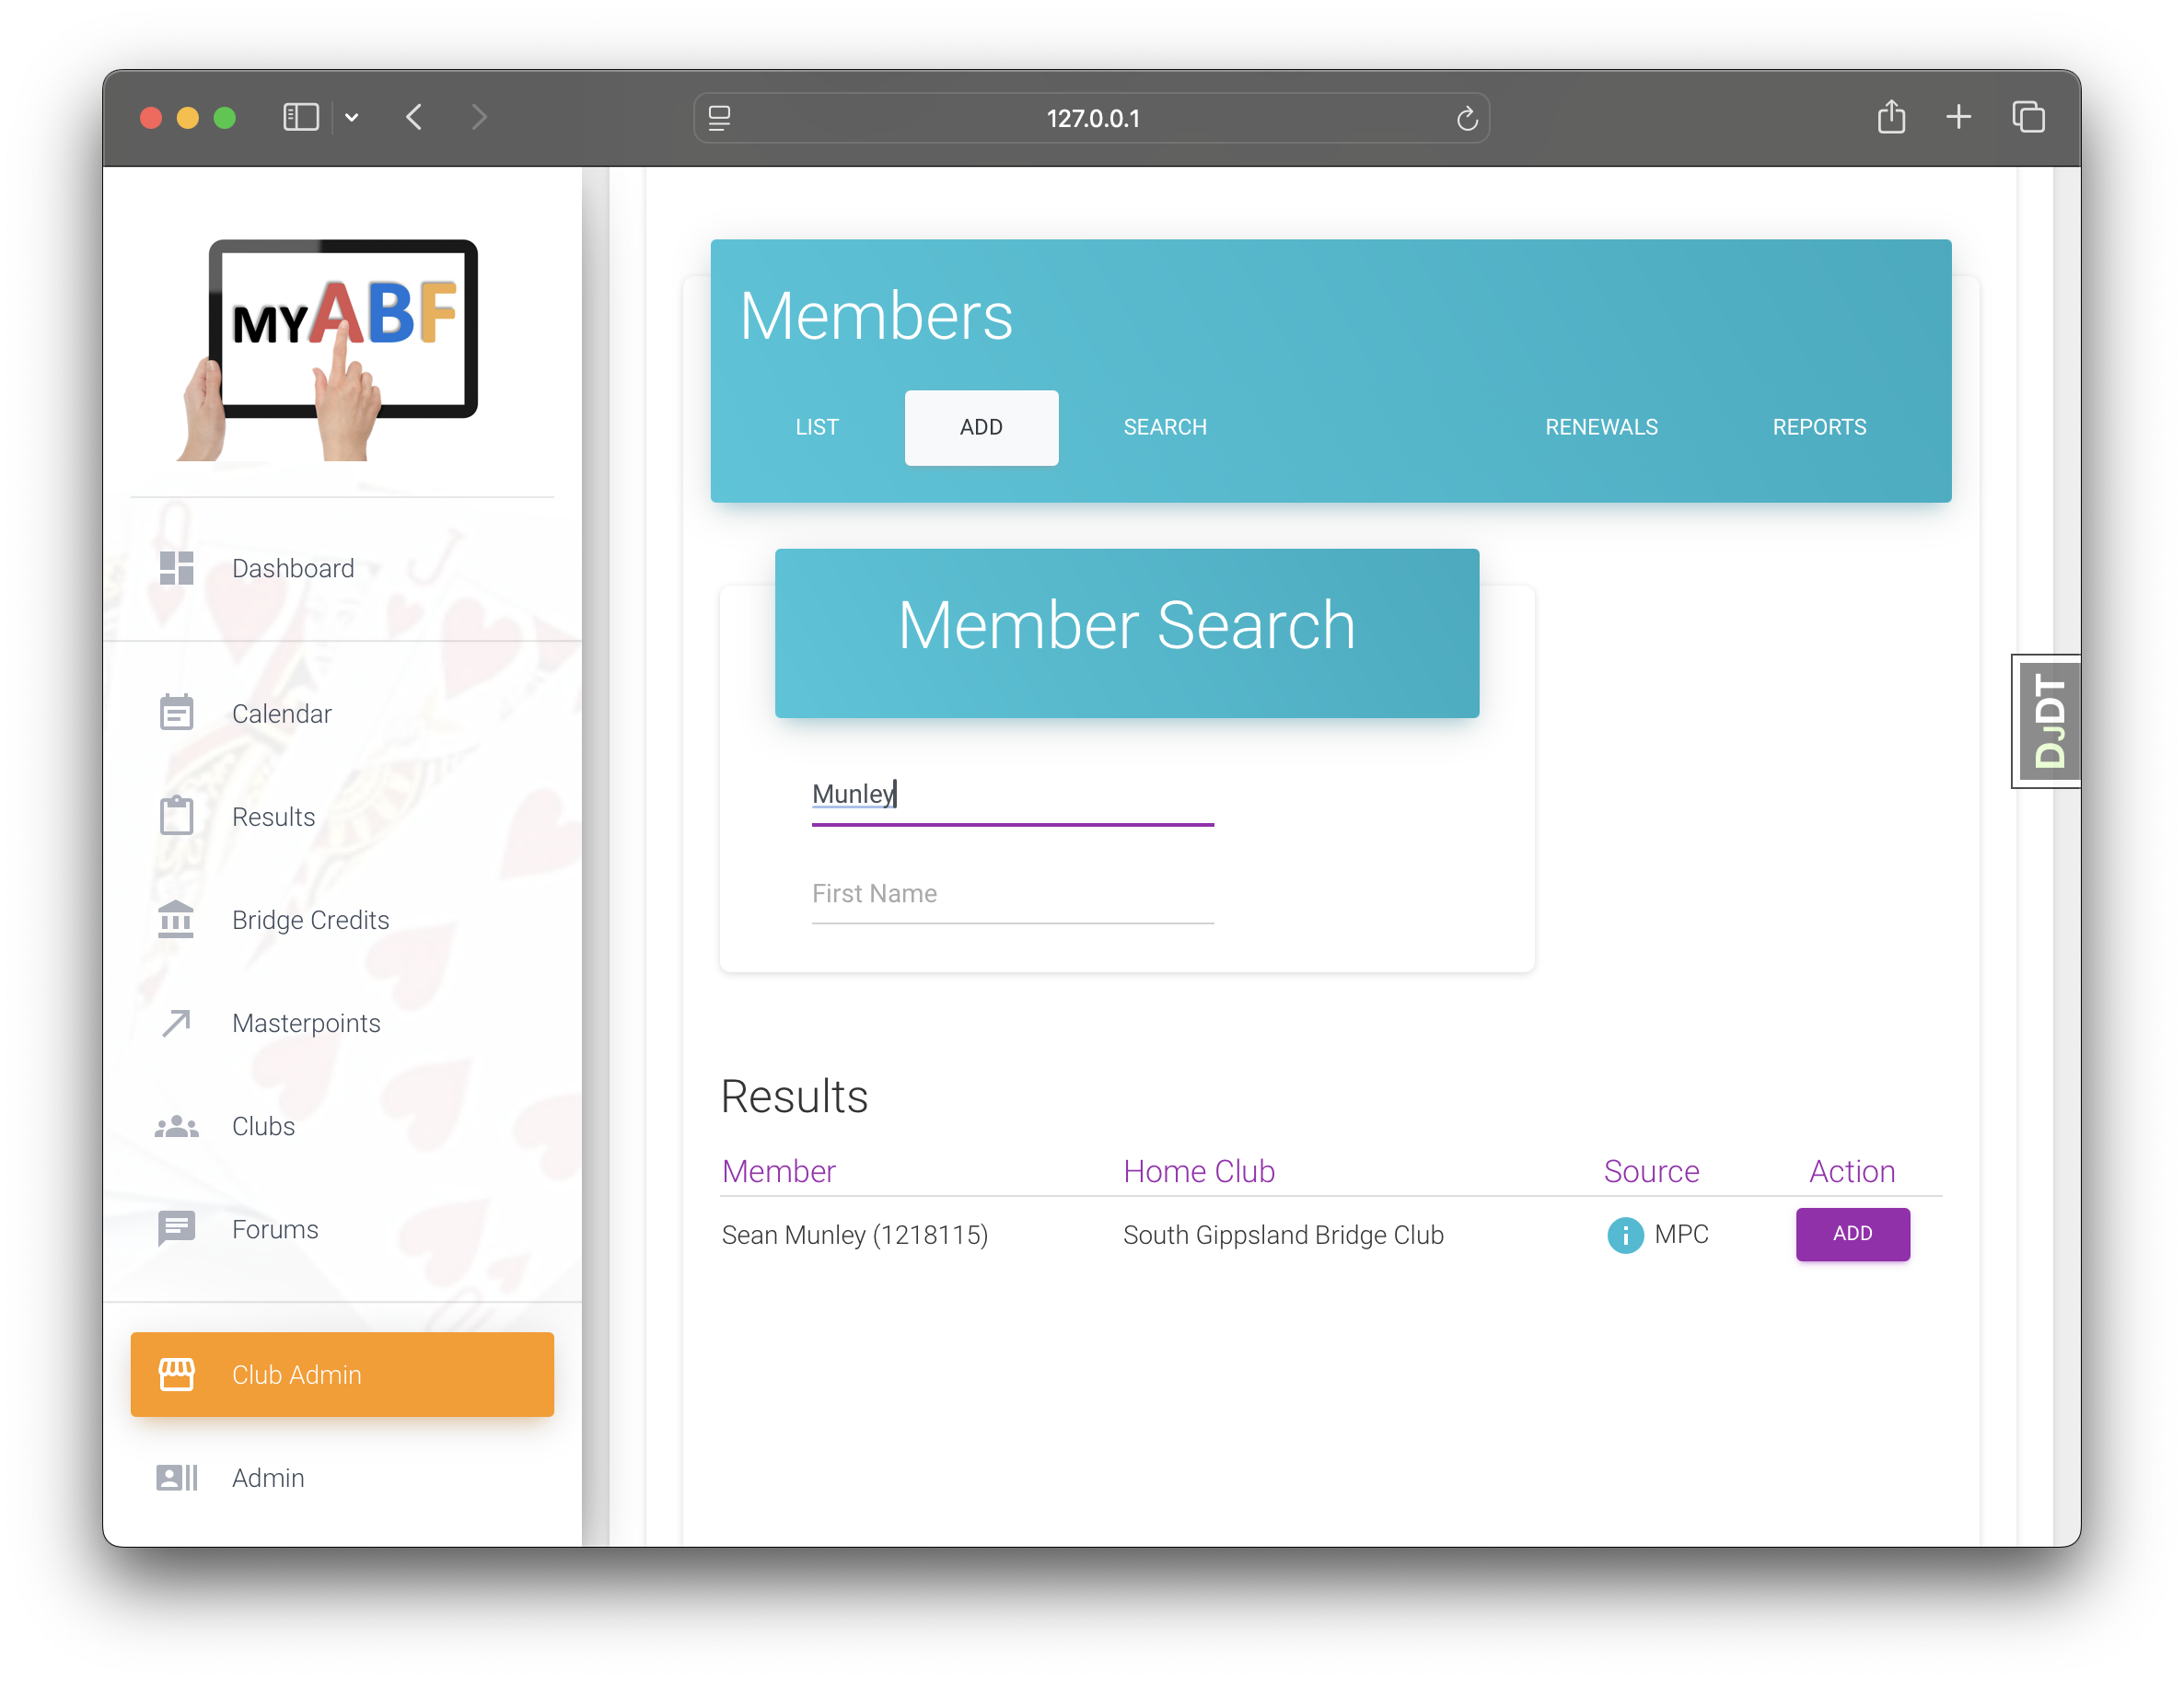 127.0.0.1
MYABF
Dashboard
Calendar
Results
Bridge Credits
Masterpoints
Clubs
Forums
Club Admin
Admin
Members
LIST ADD SEARCH RENEWALS REPORTS
Member Search
Munley
First Name
DJDT
Results
Member Home Club Source Action
Sean Munley (1218115) South Gippsland Bridge Club MPC ADD